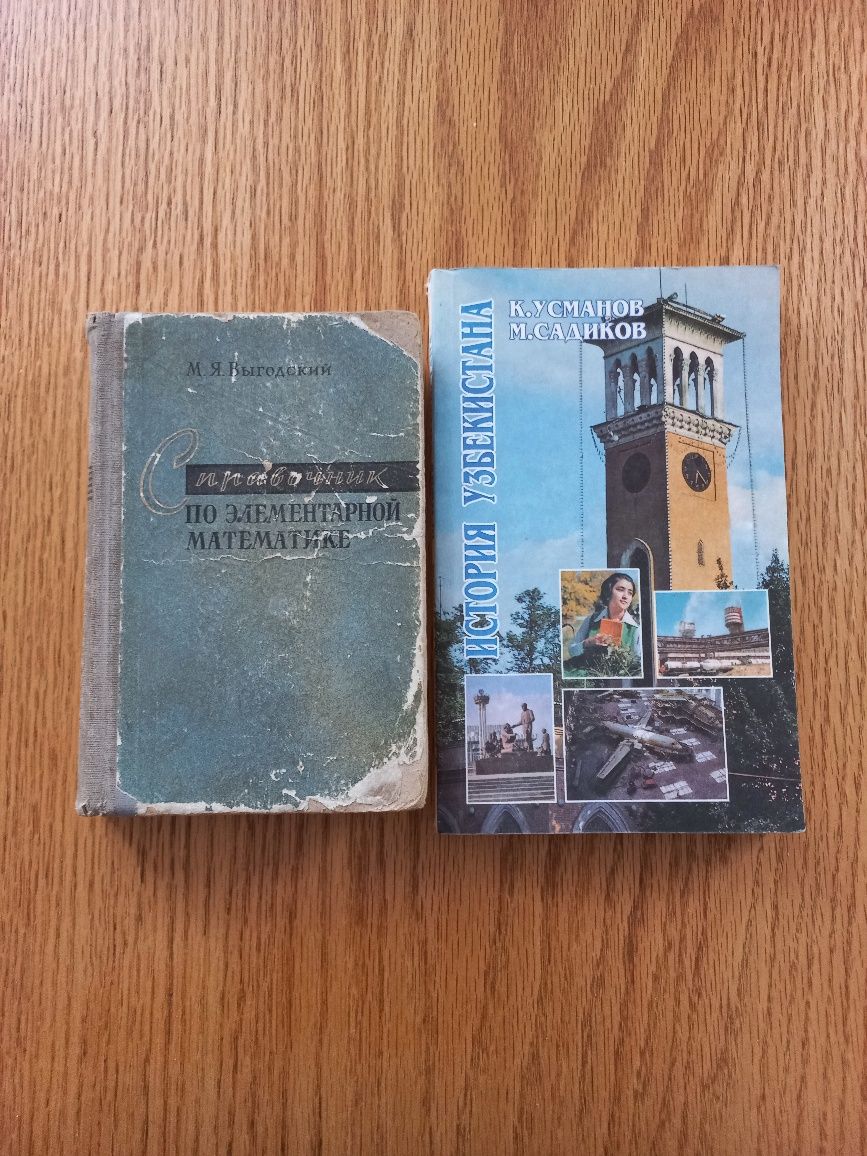 М. Я. Выгодский
Справочник
ПО ЭЛЕМЕНТАРНОЙ
МАТЕМАТИКЕ
К.УСМАНОВ
М.САДИКОВ
ИСТОРИЯ УЗБЕКИСТАНА